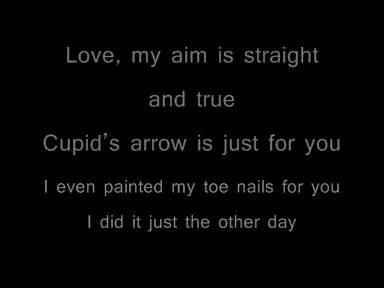 Love, my aim is straight
and true
Cupid's arrow is just for you
I even painted my toe nails for you
I did it just the other day